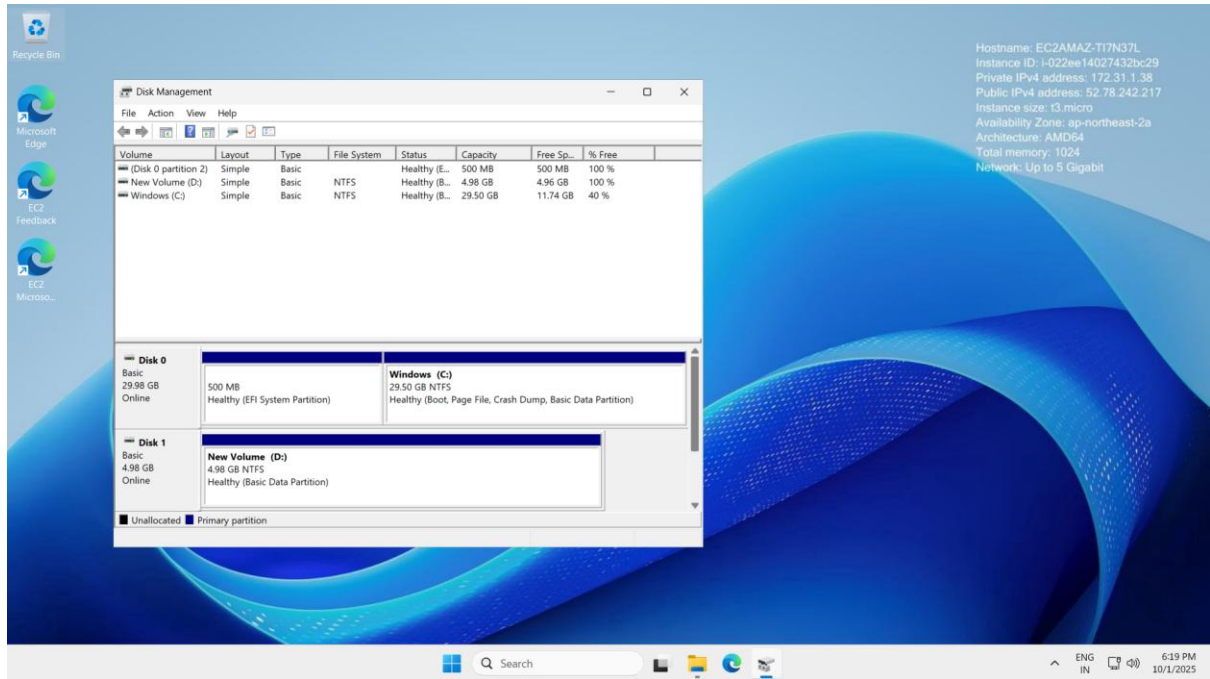 Recycle Bin
Microsoft
Edge
EC2
Feedback
EC2
Microso...
Hostname: EC2AMAZ-TI7N37L
Instance ID: i-022ee14027432bc29
Private IPv4 address: 172.31.1.38
Public IPv4 address: 52.78.242.217
Instance size: t3.micro
Availability Zone: ap-northeast-2a
Architecture: AMD64
Total memory: 1024
Network: Up to 5 Gigabit
Disk Management
File Action View Help
Volume Layout Type File System Status Capacity Free Sp... % Free
(Disk 0 partition 2) Simple Basic Healthy (E... 500 MB 500 MB 100 %
New Volume (D:) Simple Basic NTFS Healthy (B... 4.98 GB 4.96 GB 100 %
Windows (C:) Simple Basic NTFS Healthy (B... 29.50 GB 11.74 GB 40 %
Disk 0
Basic
29.98 GB
Online
500 MB
Healthy (EFI System Partition)
Windows (C:)
29.50 GB NTFS
Healthy (Boot, Page File, Crash Dump, Basic Data Partition)
Disk 1
Basic
4.98 GB
Online
New Volume (D:)
4.98 GB NTFS
Healthy (Basic Data Partition)
Unallocated Primary partition
Search
ENG
IN
6:19 PM
10/1/2025